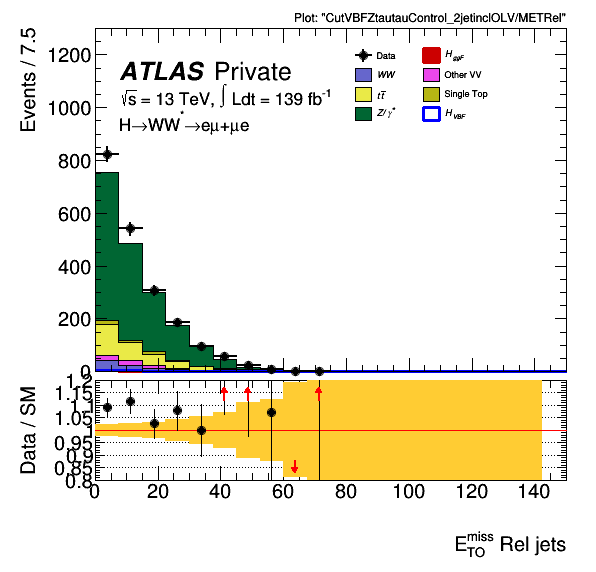 Plot: "CutVBFZtautauControl_2jetinclOLV/METRel"
Events / 7.5
1200
1000
800
600
400
200
0
ATLAS Private
√s = 13 TeV, ∫ Ldt = 139 fb⁻¹
H→WW*→eμ+μe
Data
H ggF
WW
Other VV
tt̅
Single Top
Z/γ*
H VBF
Data / SM
1.2
1.15
1.1
1.05
1
0.95
0.9
0.85
0.8
0 20 40 60 80 100 120 140
E miss TO Rel jets